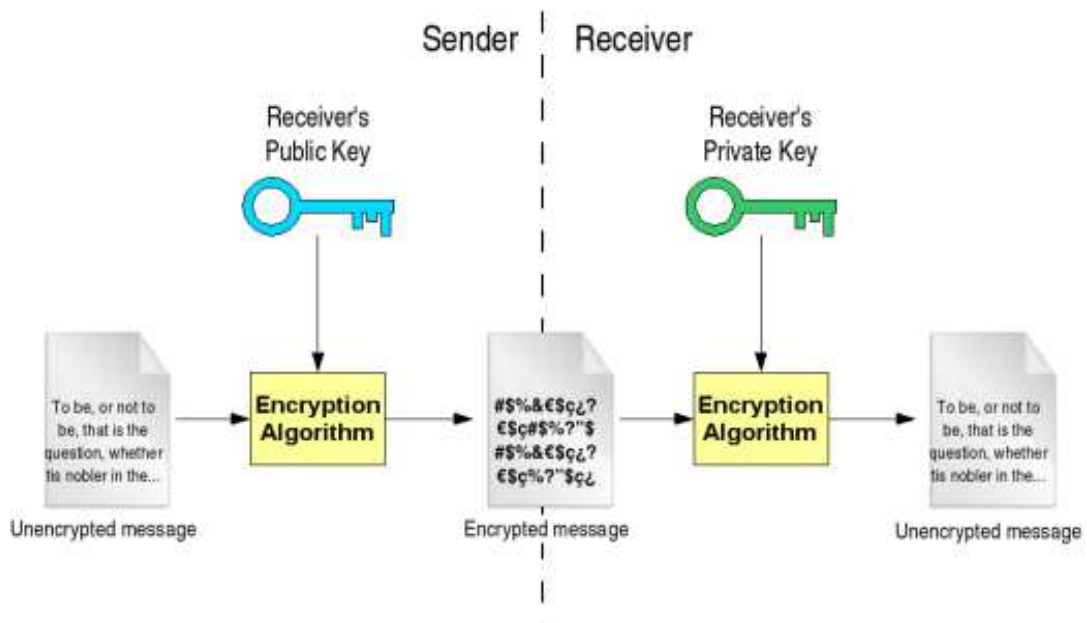 Sender
Receiver
Receiver's
Public Key
Receiver's
Private Key
To be, or not to
be, that is the
question, whether
tis nobler in the...
Unencrypted message
Encryption
Algorithm
#$%&€$ç¿?
€$ç#$%?"$
#$%&€$ç¿?
€$ç%?"$ç¿
Encrypted message
Encryption
Algorithm
To be, or not to
be, that is the
question, whether
tis nobler in the...
Unencrypted message